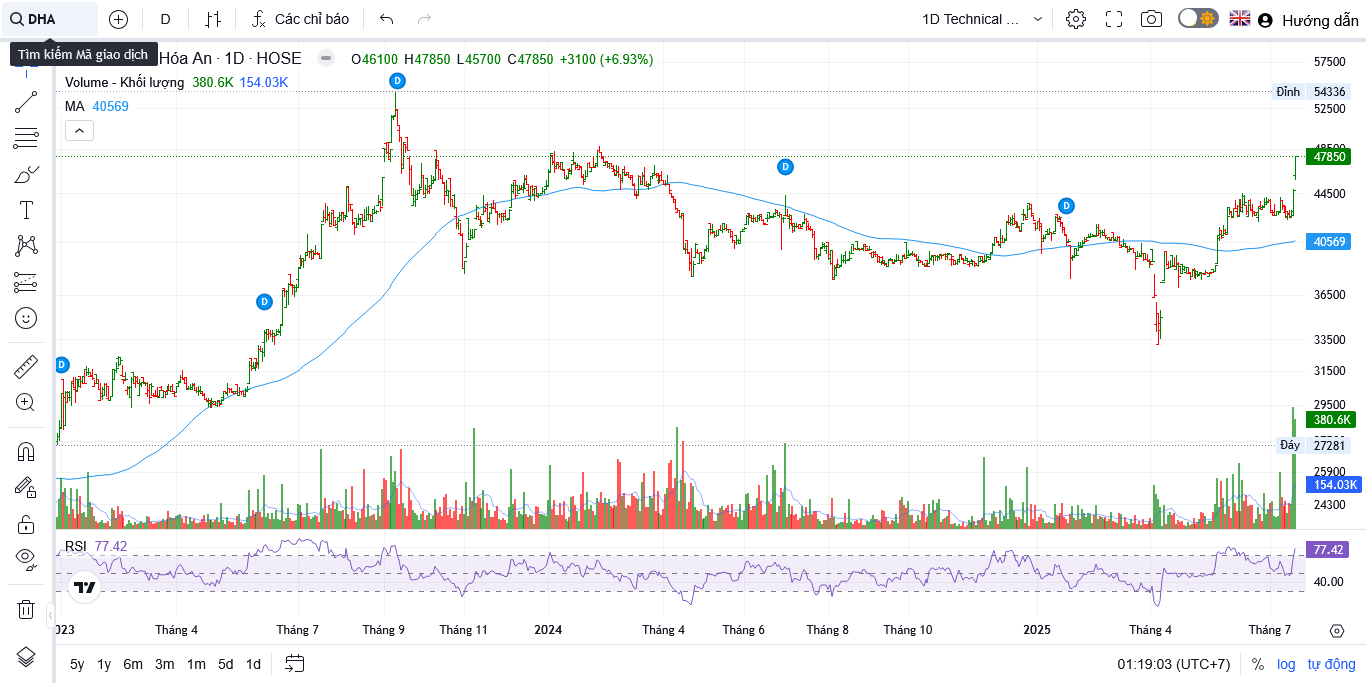 DHA
D
Các chỉ báo
1D Technical ...
Hướng dẫn
Tìm kiếm Mã giao dịch
Hóa An · 1D · HOSE
O46100 H47850 L45700 C47850 +3100 (+6.93%)
Volume - Khối lượng 380.6K 154.03K
MA 40569
D
D
D
D
D
57500
Đỉnh 54336
52500
48500
47850
44500
40569
36500
33500
31500
29500
380.6K
Đáy 27281
25900
154.03K
24300
RSI 77.42
77.42
40.00
2023
Tháng 4
Tháng 7
Tháng 9
Tháng 11
2024
Tháng 4
Tháng 6
Tháng 8
Tháng 10
2025
Tháng 4
Tháng 7
5y 1y 6m 3m 1m 5d 1d
01:19:03 (UTC+7)
% log tự động